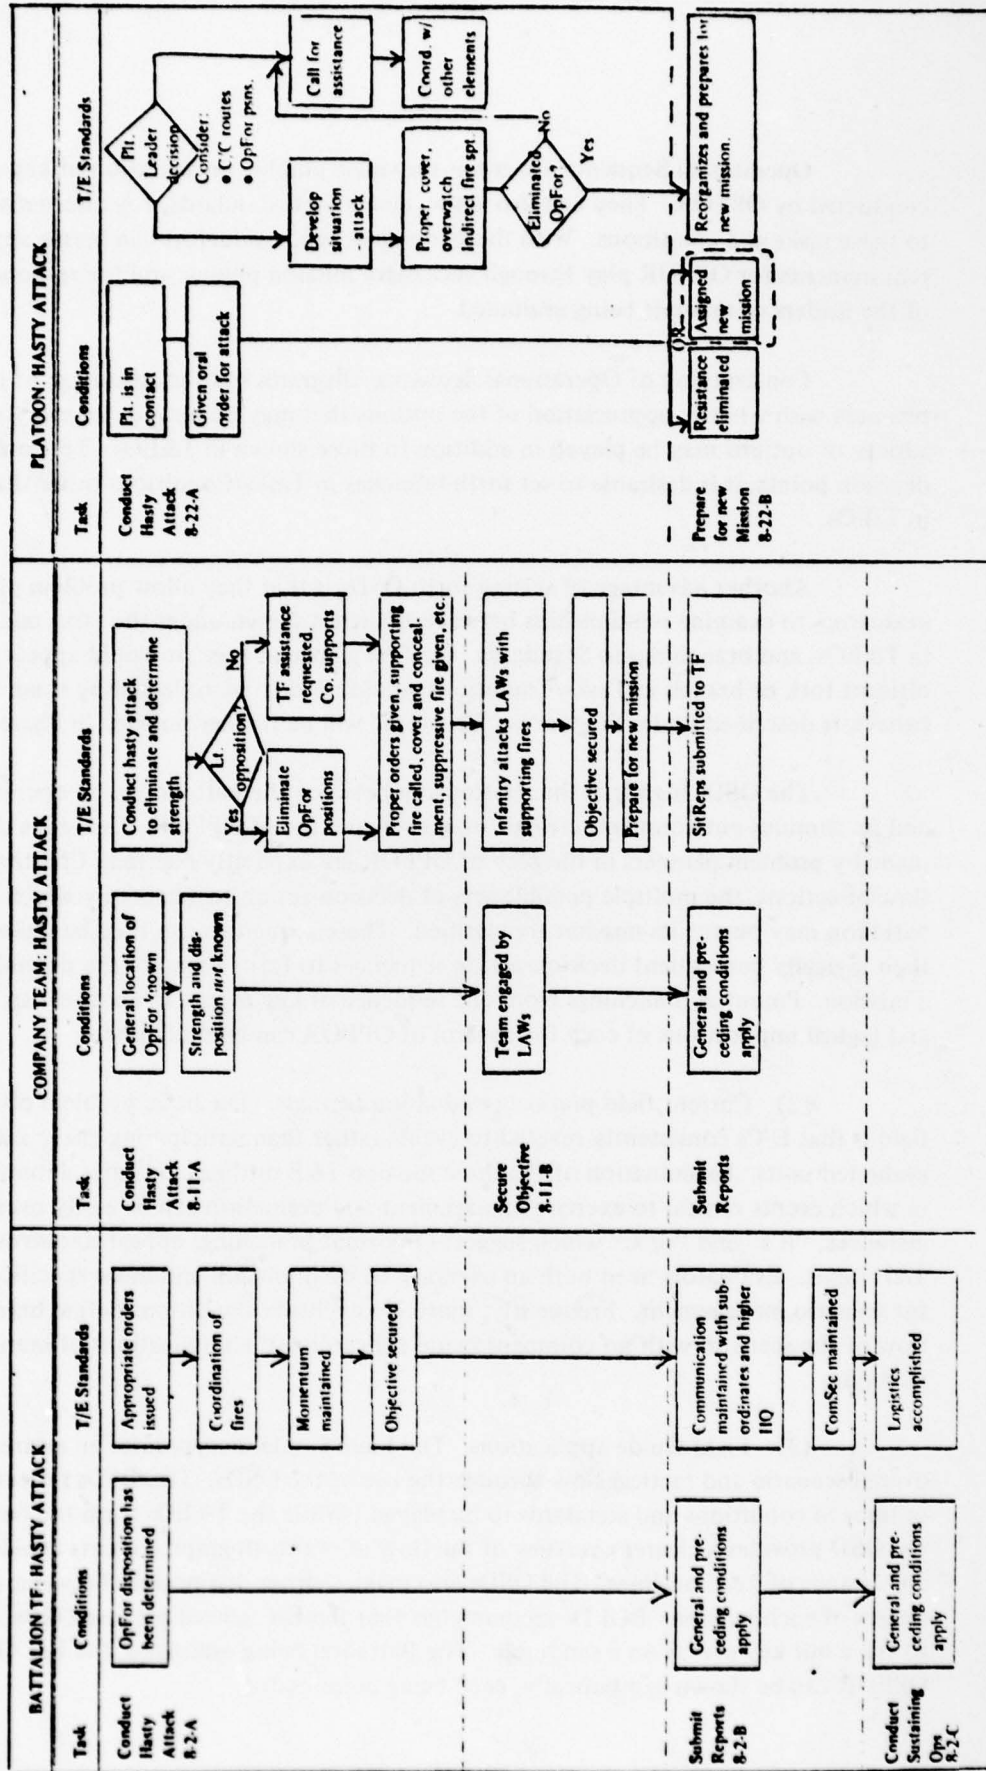 BATTALION TF: HASTY ATTACK
Task
Conditions
T/E Standards
Conduct
Hasty
Attack
8-2-A
OpFor disposition has
been determined
Appropriate orders
issued
Coordination of
fires
Momentum
maintained
Objective secured
Submit
Reports
8-2-B
General and pre-
ceding conditions
apply
Communication
maintained with sub-
ordinates and higher
HQ
ComSec maintained
Conduct
Sustaining
Ops
8-2-C
General and pre-
ceding conditions
apply
Logistics
accomplished
COMPANY TEAM: HASTY ATTACK
Task
Conditions
T/E Standards
Conduct
Hasty
Attack
8-11-A
General location of
OpFor known
Strength and dis
position not known
Conduct hasty attack
to eliminate and determine
strength
Lt.
opposition?
Yes
No
Eliminate
OpFor
positions
TF assistance
requested.
Co. supports
Proper orders given supporting
fire called, cover and conceal-
ment, suppressive fire given, etc.
Secure
Objective
8-11-B
Team engaged by
LAWs
Infantry attack; LAWs with
supporting fires
Objective secured
Prepare for new mission
Submit
Reports
General and pre-
ceding conditions
apply
SitReps submitted to TF
PLATOON: HASTY ATTACK
Task
Conditions
T/E Standards
Conduct
Hasty
Attack
8-22-A
Plt. is in
contact
Given oral
order for attack
Plt.
Leader
decision
Consider:
• C/C routes
• OpFor psns.
Develop
situation
attack
Call for
assistance
Proper: cover,
overwatch
Indirect fire spt.
Coord. w/
other
elements
Eliminated
OpFor?
No
Yes
Prepare
for new
Mission
8-22-B
Resistance
eliminated
OR
Assigned
new
mission
Reorganizes and prepares for
new mission.